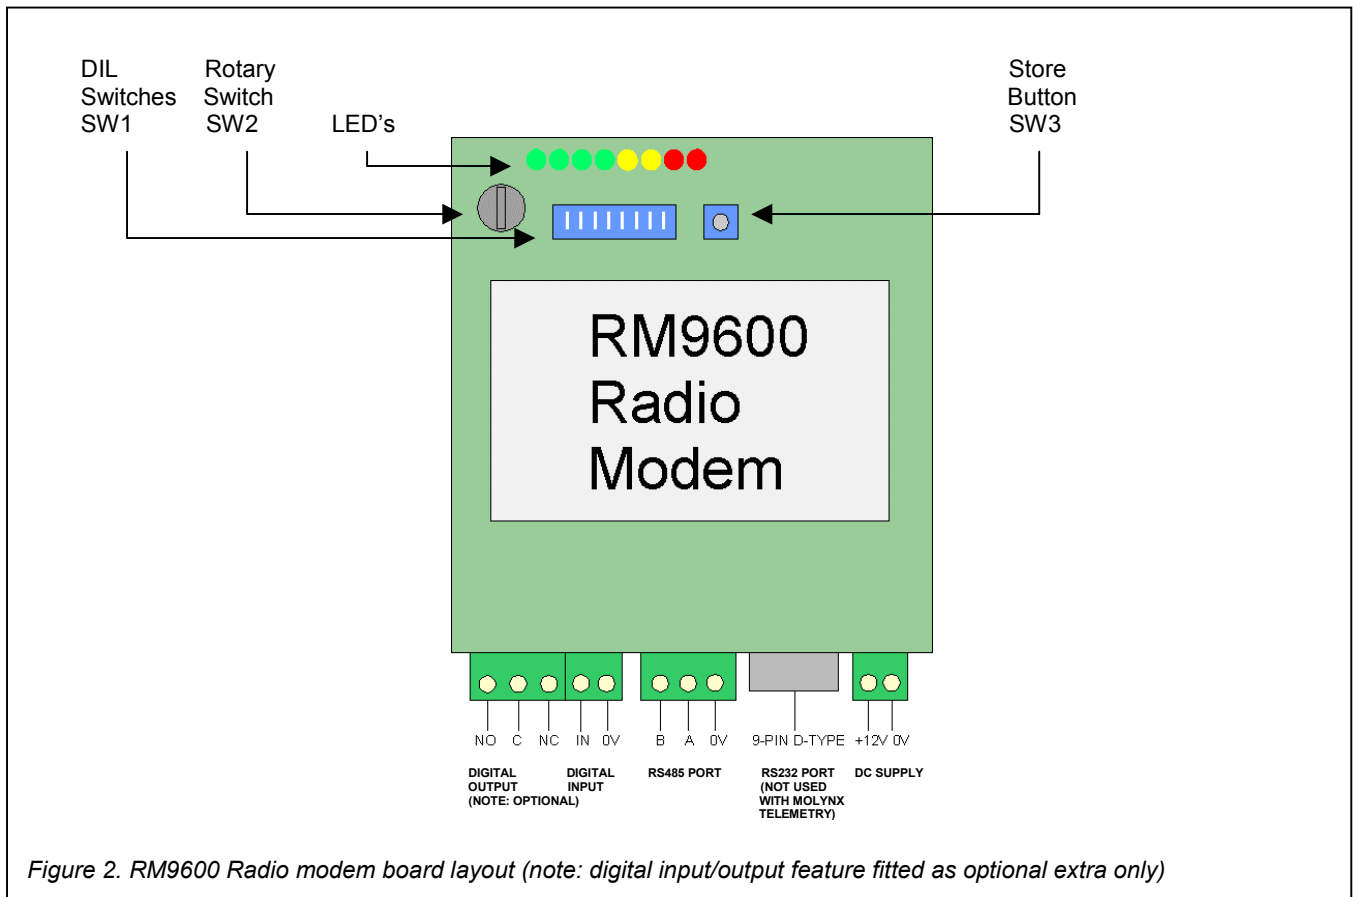 DIL
Switches
SW1
Rotary
Switch
SW2
LED's
Store
Button
SW3
RM9600
Radio
Modem
NO C NC IN 0V B A 0V 9-PIN D-TYPE +12V 0V
DIGITAL
OUTPUT
(NOTE: OPTIONAL)
DIGITAL
INPUT
RS485 PORT
RS232 PORT
(NOT USED
WITH MOLYNX
TELEMETRY)
DC SUPPLY
Figure 2. RM9600 Radio modem board layout (note: digital input/output feature fitted as optional extra only)